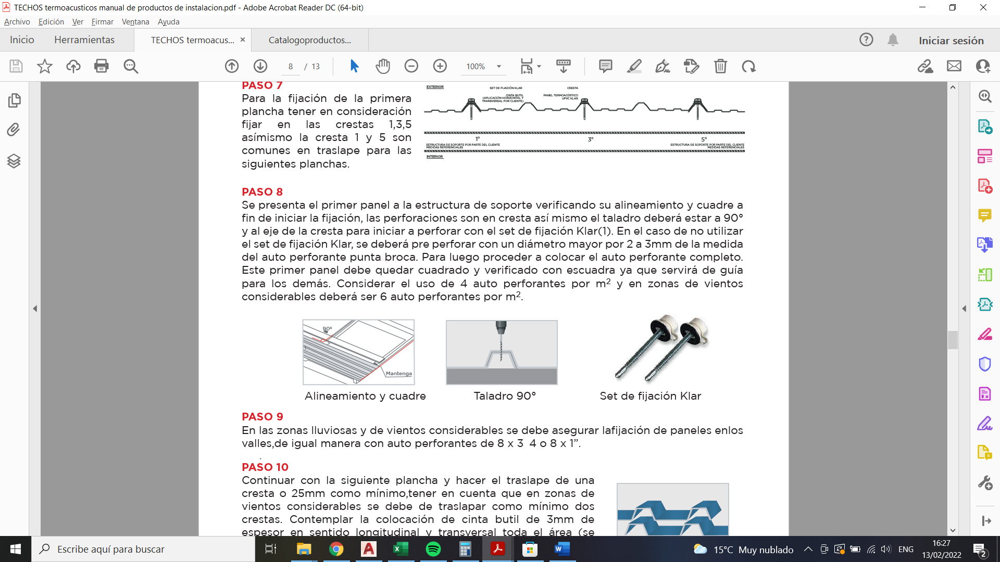 TECHOS termoacusticos manual de productos de instalacion.pdf - Adobe Acrobat Reader DC (64-bit)
Archivo Edición Ver Firmar Ventana Ayuda
Inicio Herramientas TECHOS termoacus... Catalogoproductos... Iniciar sesión
8 / 13 100%
PASO 7
Para la fijación de la primera
plancha tener en consideración
fijar en las crestas 1,3,5
asímismo la cresta 1 y 5 son
comunes en traslape para las
siguientes planchas.
EXTERIOR
SET DE FIJACIÓN KLAR
CRESTA
CINTA BUTIL
(APLICACIÓN HORIZONTAL Y
TRANSVERSAL POR CLIENTE)
PANEL TERMOACÚSTICO
UPVC KLAR
1° 3° 5°
ESTRUCTURA DE SOPORTE POR PARTE DEL CLIENTE
MEDIDAS REFERENCIALES
ESTRUCTURA DE SOPORTE POR PARTE DEL CLIENTE
MEDIDAS REFERENCIALES
INTERIOR
PASO 8
Se presenta el primer panel a la estructura de soporte verificando su alineamiento y cuadre a
fin de iniciar la fijación, las perforaciones son en cresta así mismo el taladro deberá estar a 90°
y al eje de la cresta para iniciar a perforar con el set de fijación Klar(1). En el caso de no utilizar
el set de fijación Klar, se deberá pre perforar con un diámetro mayor por 2 a 3mm de la medida
del auto perforante punta broca. Para luego proceder a colocar el auto perforante completo.
Este primer panel debe quedar cuadrado y verificado con escuadra ya que servirá de guía
para los demás. Considerar el uso de 4 auto perforantes por m² y en zonas de vientos
considerables deberá ser 6 auto perforantes por m².
90º
Mantenga
Alineamiento y cuadre Taladro 90° Set de fijación Klar
PASO 9
En las zonas lluviosas y de vientos considerables se debe asegurar lafijación de paneles enlos
valles,de igual manera con auto perforantes de 8 x 3 4 o 8 x 1”.
PASO 10
Continuar con la siguiente plancha y hacer el traslape de una
cresta o 25mm como mínimo,tener en cuenta que en zonas de
vientos considerables se debe de traslapar como mínimo dos
crestas. Contemplar la colocación de cinta butil de 3mm de
espesor en sentido longitudinal y transversal toda el área (se
Escribe aquí para buscar
15°C Muy nublado
ENG
16:27
13/02/2022
2